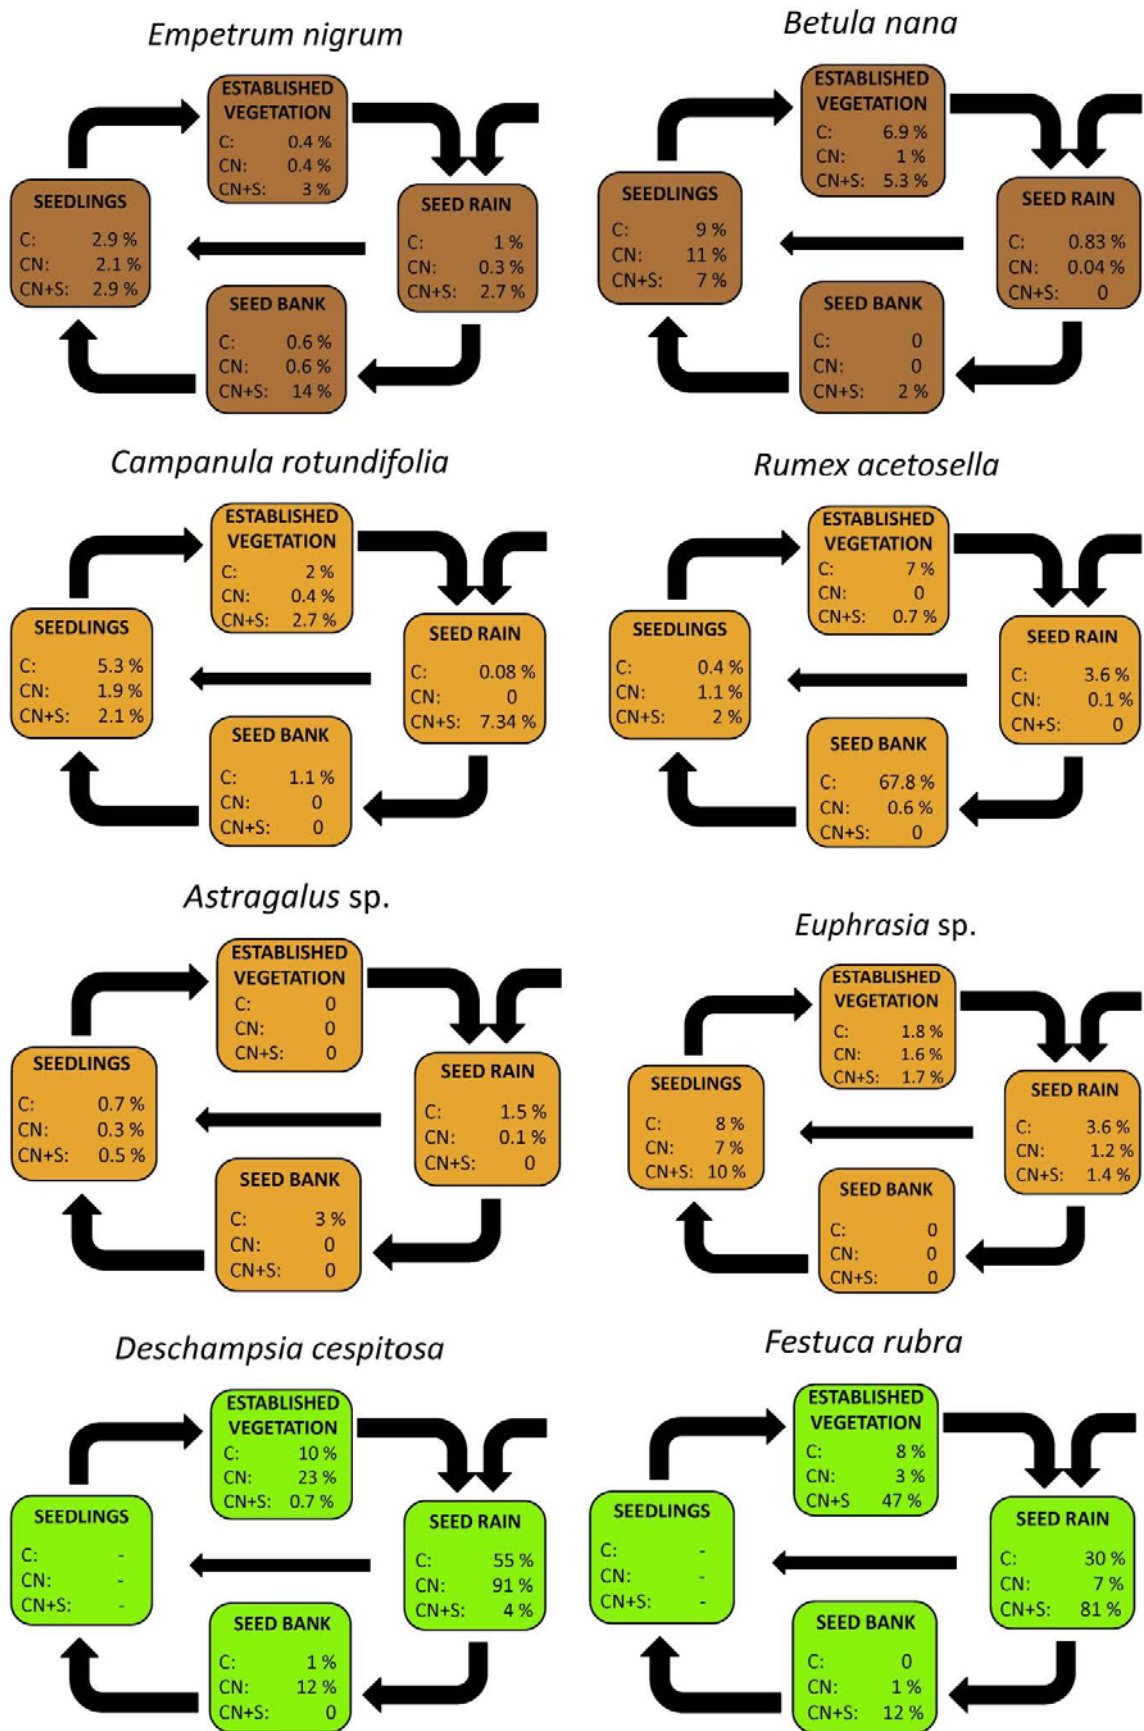 Empetrum nigrum
ESTABLISHED
VEGETATION
C: 0.4 %
CN: 0.4 %
CN+S: 3 %
SEEDLINGS
C: 2.9 %
CN: 2.1 %
CN+S: 2.9 %
SEED RAIN
C: 1 %
CN: 0.3 %
CN+S: 2.7 %
SEED BANK
C: 0.6 %
CN: 0.6 %
CN+S: 14 %
Betula nana
ESTABLISHED
VEGETATION
C: 6.9 %
CN: 1 %
CN+S: 5.3 %
SEEDLINGS
C: 9 %
CN: 11 %
CN+S: 7 %
SEED RAIN
C: 0.83 %
CN: 0.04 %
CN+S: 0
SEED BANK
C: 0
CN: 0
CN+S: 2 %
Campanula rotundifolia
ESTABLISHED
VEGETATION
C: 2 %
CN: 0.4 %
CN+S: 2.7 %
SEEDLINGS
C: 5.3 %
CN: 1.9 %
CN+S: 2.1 %
SEED RAIN
C: 0.08 %
CN: 0
CN+S: 7.34 %
SEED BANK
C: 1.1 %
CN: 0
CN+S: 0
Rumex acetosella
ESTABLISHED
VEGETATION
C: 7 %
CN: 0
CN+S: 0.7 %
SEEDLINGS
C: 0.4 %
CN: 1.1 %
CN+S: 2 %
SEED RAIN
C: 3.6 %
CN: 0.1 %
CN+S: 0
SEED BANK
C: 67.8 %
CN: 0.6 %
CN+S: 0
Astragalus sp.
ESTABLISHED
VEGETATION
C: 0
CN: 0
CN+S: 0
SEEDLINGS
C: 0.7 %
CN: 0.3 %
CN+S: 0.5 %
SEED RAIN
C: 1.5 %
CN: 0.1 %
CN+S: 0
SEED BANK
C: 3 %
CN: 0
CN+S: 0
Euphrasia sp.
ESTABLISHED
VEGETATION
C: 1.8 %
CN: 1.6 %
CN+S: 1.7 %
SEEDLINGS
C: 8 %
CN: 7 %
CN+S: 10 %
SEED RAIN
C: 3.6 %
CN: 1.2 %
CN+S: 1.4 %
SEED BANK
C: 0
CN: 0
CN+S: 0
Deschampsia cespitosa
ESTABLISHED
VEGETATION
C: 10 %
CN: 23 %
CN+S: 0.7 %
SEEDLINGS
C: -
CN: -
CN+S: -
SEED RAIN
C: 55 %
CN: 91 %
CN+S: 4 %
SEED BANK
C: 1 %
CN: 12 %
CN+S: 0
Festuca rubra
ESTABLISHED
VEGETATION
C: 8 %
CN: 3 %
CN+S 47 %
SEEDLINGS
C: -
CN: -
CN+S: -
SEED RAIN
C: 30 %
CN: 7 %
CN+S: 81 %
SEED BANK
C: 0
CN: 1 %
CN+S: 12 %